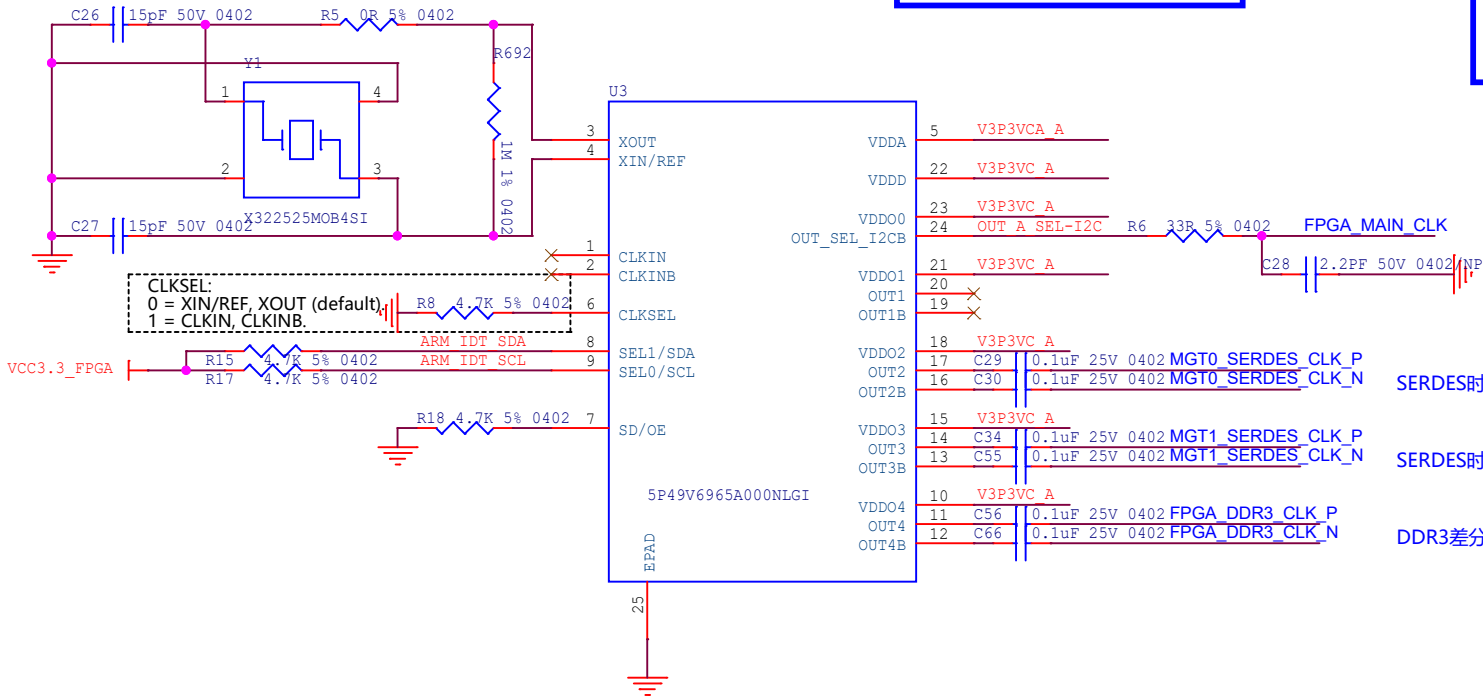 C26 15pF 50V 0402 R5 0R 5% 0402
R692
1M 1% 0402
Y1
1
4
2
3
X322525MOB4SI
C27 15pF 50V 0402
U3
3 XOUT
4 XIN/REF
1 CLKIN
2 CLKINB
CLKSEL:
0 = XIN/REF, XOUT (default).
1 = CLKIN, CLKINB.
R8 4.7K 5% 0402 6 CLKSEL
VCC3.3_FPGA
R15 4.7K 5% 0402 ARM IDT SDA 8 SEL1/SDA
R17 4.7K 5% 0402 ARM IDT SCL 9 SEL0/SCL
R18 4.7K 5% 0402 7 SD/OE
5P49V6965A000NLGI
EPAD
25
VDDA 5 V3P3VCA_A
VDDD 22 V3P3VC_A
VDDO0 23 V3P3VC_A
OUT_SEL_I2CB 24 OUT A SEL-I2C R6 33R 5% 0402 FPGA_MAIN_CLK
C28 2.2PF 50V 0402/NP
VDDO1 21 V3P3VC_A
OUT1 20
OUT1B 19
VDDO2 18 V3P3VC_A
OUT2 17 C29 0.1uF 25V 0402 MGT0_SERDES_CLK_P
OUT2B 16 C30 0.1uF 25V 0402 MGT0_SERDES_CLK_N
SERDES时
VDDO3 15 V3P3VC_A
OUT3 14 C34 0.1uF 25V 0402 MGT1_SERDES_CLK_P
OUT3B 13 C55 0.1uF 25V 0402 MGT1_SERDES_CLK_N
SERDES时
VDDO4 10 V3P3VC_A
OUT4 11 C56 0.1uF 25V 0402 FPGA_DDR3_CLK_P
OUT4B 12 C66 0.1uF 25V 0402 FPGA_DDR3_CLK_N
DDR3差分